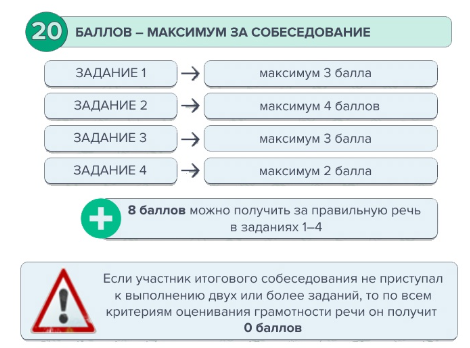 20 БАЛЛОВ – МАКСИМУМ ЗА СОБЕСЕДОВАНИЕ
ЗАДАНИЕ 1 → максимум 3 балла
ЗАДАНИЕ 2 → максимум 4 баллов
ЗАДАНИЕ 3 → максимум 3 балла
ЗАДАНИЕ 4 → максимум 2 балла
8 баллов можно получить за правильную речь
в заданиях 1–4
Если участник итогового собеседования не приступал
к выполнению двух или более заданий, то по всем
критериям оценивания грамотности речи он получит
0 баллов